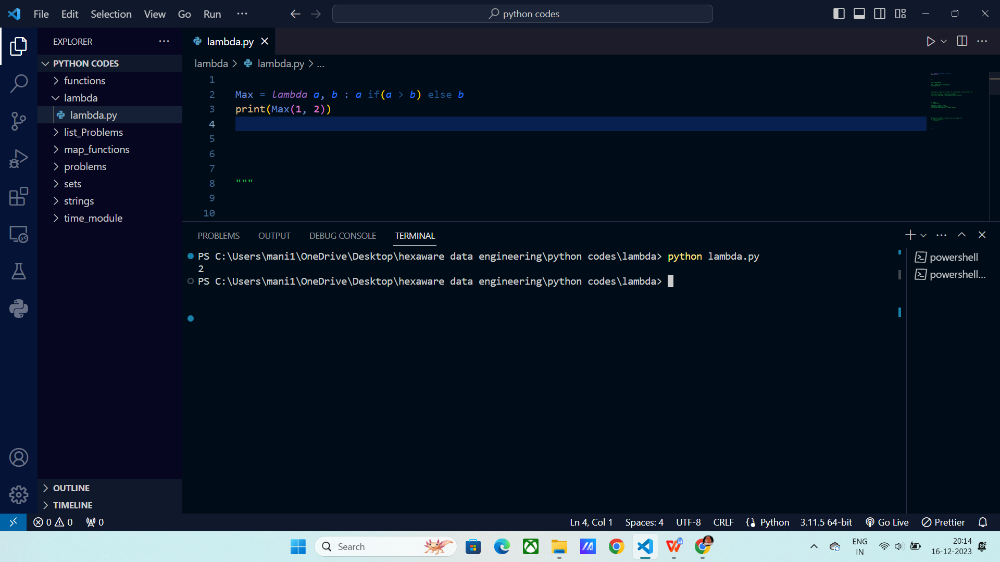 File Edit Selection View Go Run ...
python codes
EXPLORER ...
lambda.py
PYTHON CODES
functions
lambda
lambda.py
list_Problems
map_functions
problems
sets
strings
time_module
OUTLINE
TIMELINE
lambda > lambda.py > ...
1
2 Max = lambda a, b : a if(a > b) else b
3 print(Max(1, 2))
4
5
6
7
8 """
9
10
PROBLEMS OUTPUT DEBUG CONSOLE TERMINAL
PS C:\Users\mani1\OneDrive\Desktop\hexaware data engineering\python codes\lambda> python lambda.py
2
PS C:\Users\mani1\OneDrive\Desktop\hexaware data engineering\python codes\lambda>
powershell
powershell...
0 0 0
Ln 4, Col 1 Spaces: 4 UTF-8 CRLF Python 3.11.5 64-bit Go Live Prettier
Search
ENG
IN
20:14
16-12-2023